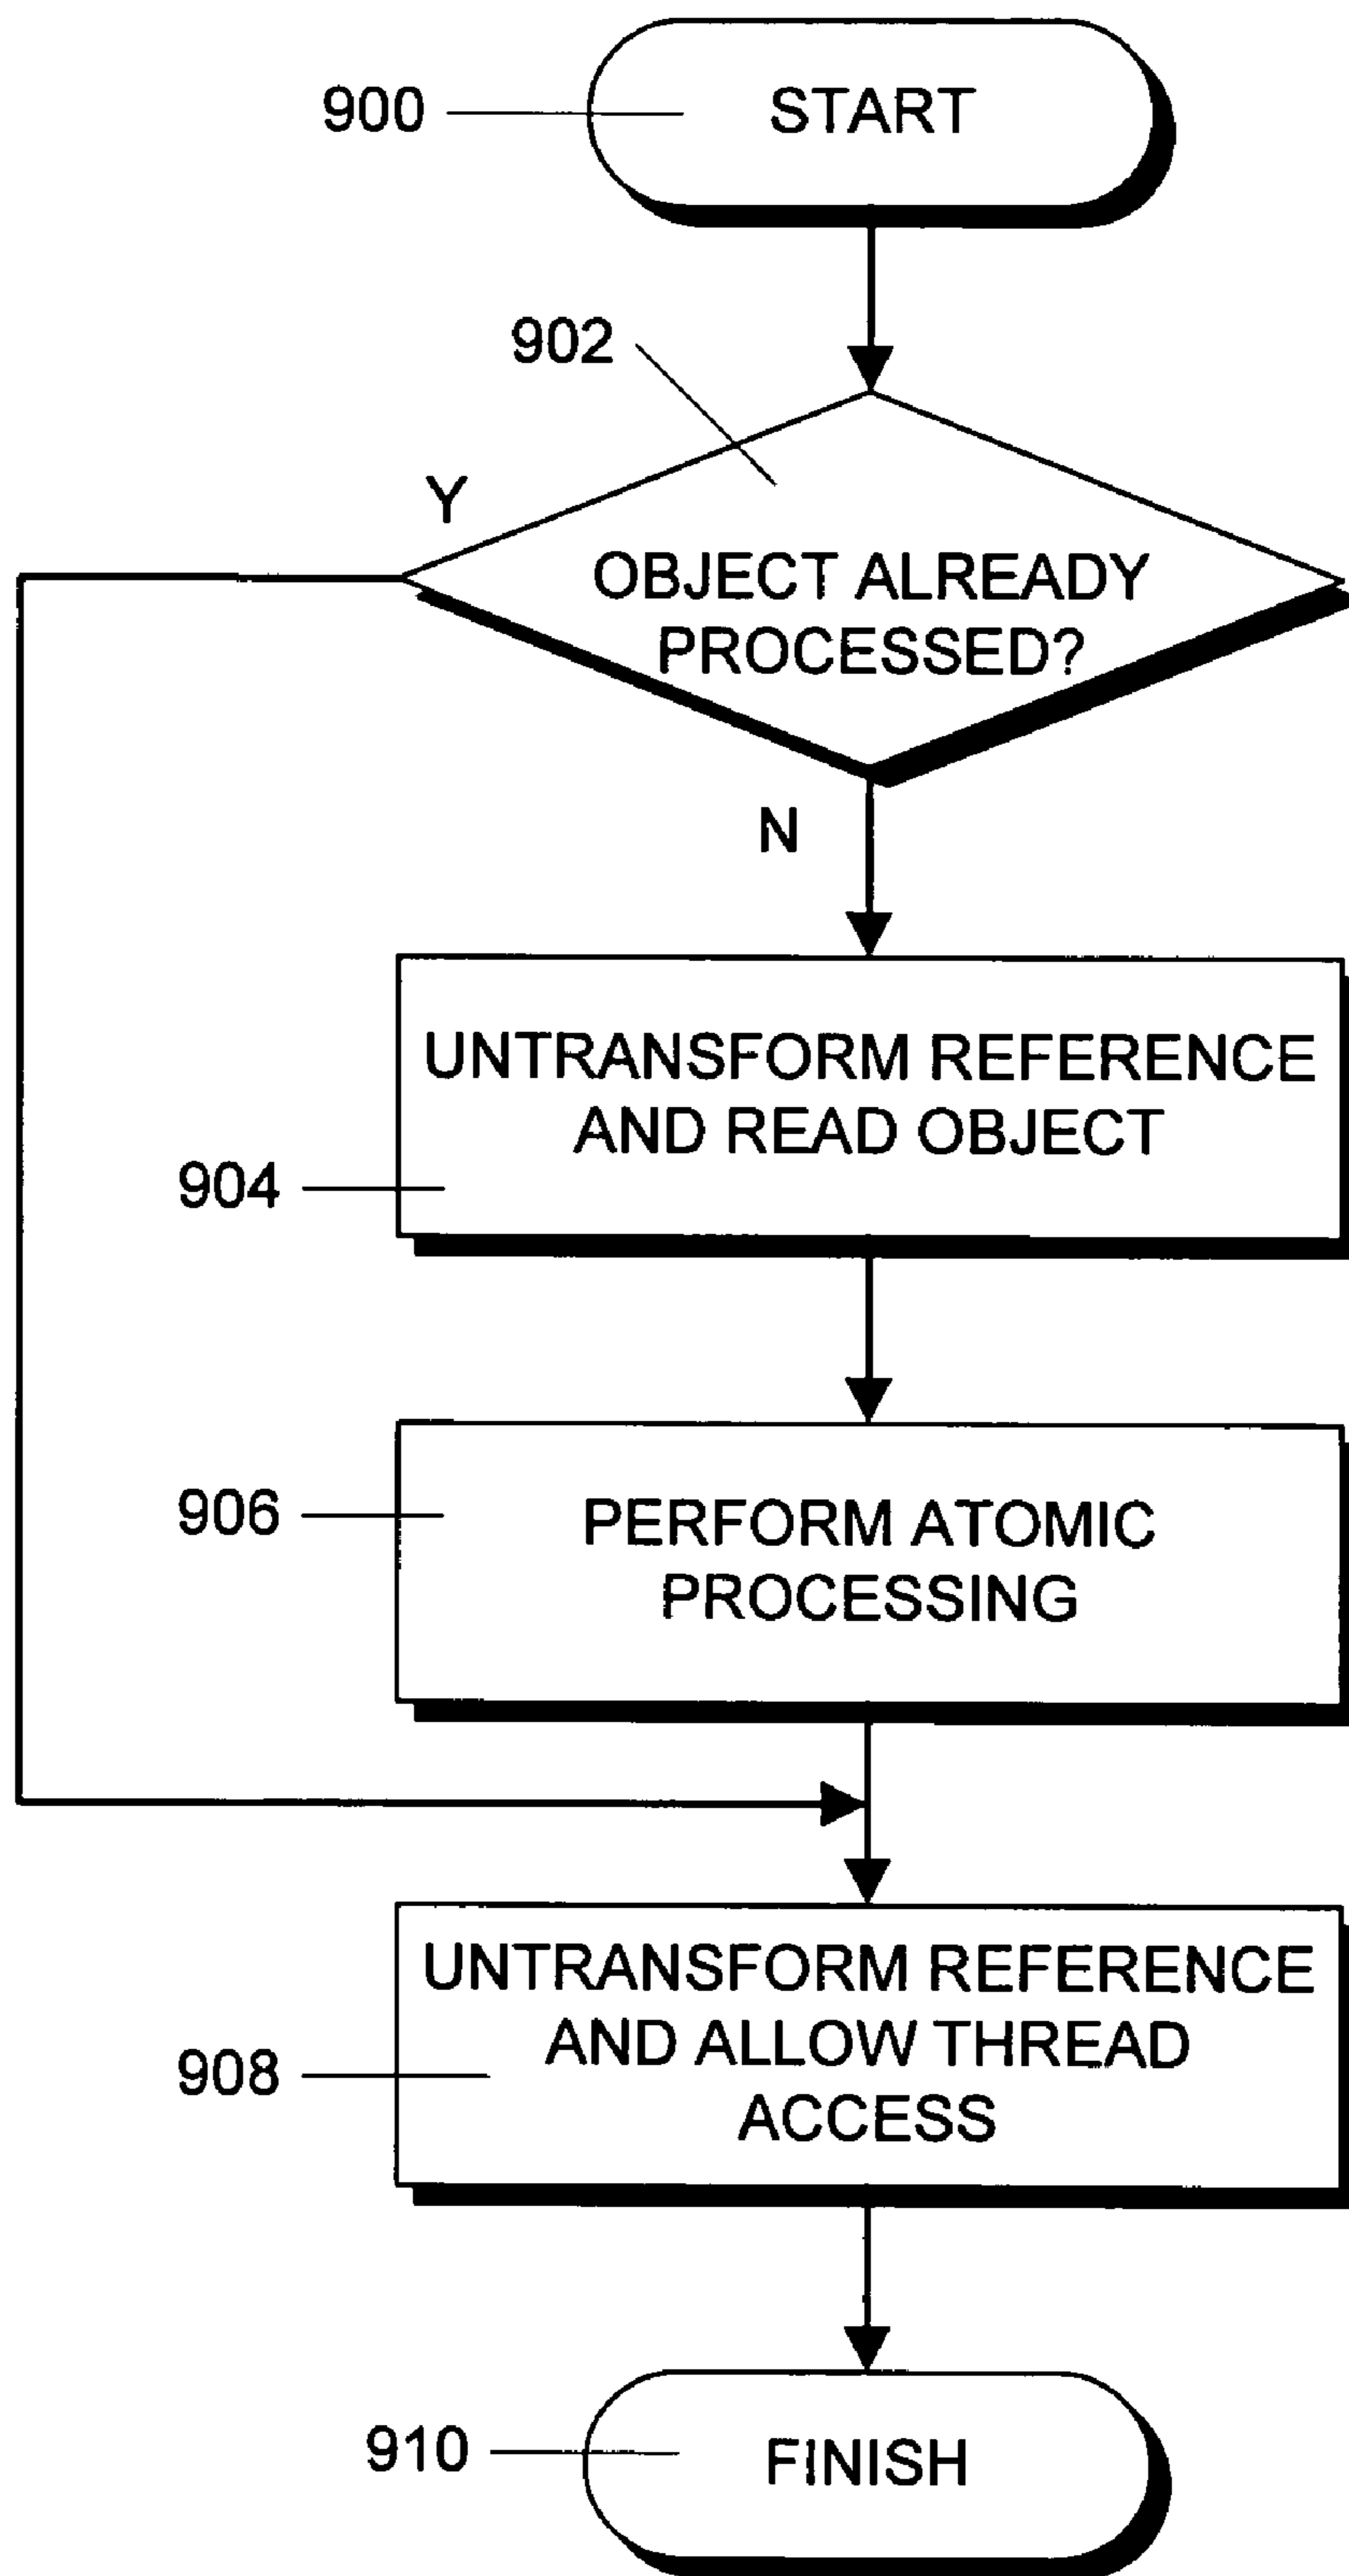 900
START
902
Y
OBJECT ALREADY
PROCESSED?
N
UNTRANSFORM REFERENCE
AND READ OBJECT
904
906
PERFORM ATOMIC
PROCESSING
UNTRANSFORM REFERENCE
AND ALLOW THREAD
908
ACCESS
910
FINISH